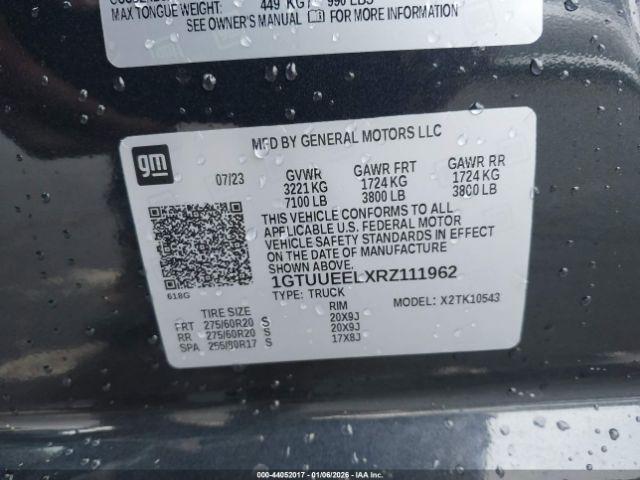 MAX TONGUE WEIGHT: 449 KG / 990 LBS
SEE OWNER'S MANUAL FOR MORE INFORMATION
MFD BY GENERAL MOTORS LLC
gm
07/23 GVWR GAWR FRT GAWR RR
3221 KG 1724 KG 1724 KG
7100 LB 3800 LB 3800 LB
THIS VEHICLE CONFORMS TO ALL
APPLICABLE U.S. FEDERAL MOTOR
VEHICLE SAFETY STANDARDS IN EFFECT
ON THE DATE OF MANUFACTURE
SHOWN ABOVE.
1GTUUEELXRZ111962
618G
TYPE: TRUCK MODEL: X2TK10543
TIRE SIZE RIM
FRT 275/60R20 S 20X9J
RR 275/60R20 S 20X9J
SPA 255/80R17 S 17X8J
000-44052017 - 01/06/2026 - COPYRIGHT IAA, LLC